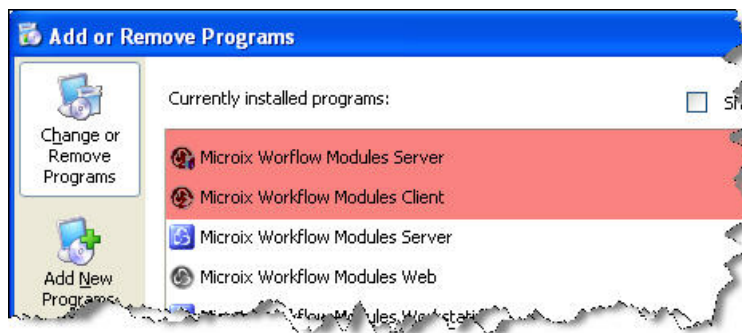 Add or Remove Programs
Currently installed programs:
Change or
Remove
Programs
Microix Worflow Modules Server
Microix Workflow Modules Client
Microix Workflow Modules Server
Add New
Programs
Microix Workflow Modules Web